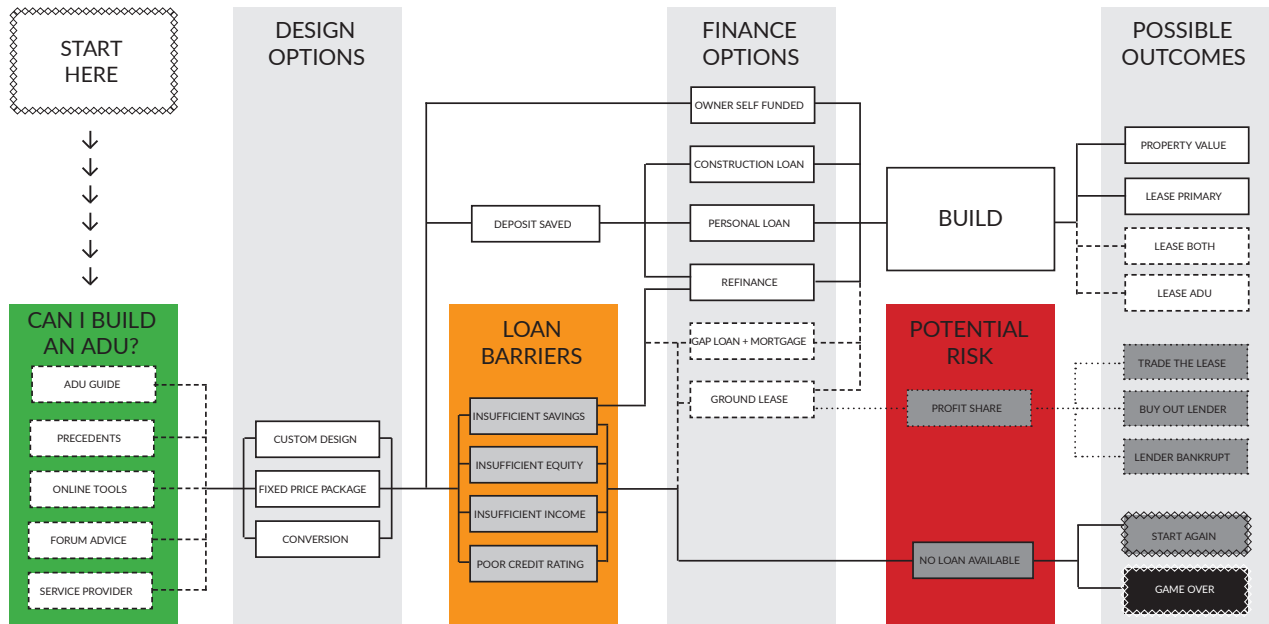 START
HERE
CAN I BUILD
AN ADU?
ADU GUIDE
PRECEDENTS
ONLINE TOOLS
FORUM ADVICE
SERVICE PROVIDER
DESIGN
OPTIONS
CUSTOM DESIGN
FIXED PRICE PACKAGE
CONVERSION
DEPOSIT SAVED
LOAN
BARRIERS
INSUFFICIENT SAVINGS
INSUFFICIENT EQUITY
INSUFFICIENT INCOME
POOR CREDIT RATING
FINANCE
OPTIONS
OWNER SELF FUNDED
CONSTRUCTION LOAN
PERSONAL LOAN
REFINANCE
GAP LOAN + MORTGAGE
GROUND LEASE
BUILD
POTENTIAL
RISK
PROFIT SHARE
NO LOAN AVAILABLE
POSSIBLE
OUTCOMES
PROPERTY VALUE
LEASE PRIMARY
LEASE BOTH
LEASE ADU
TRADE THE LEASE
BUY OUT LENDER
LENDER BANKRUPT
START AGAIN
GAME OVER